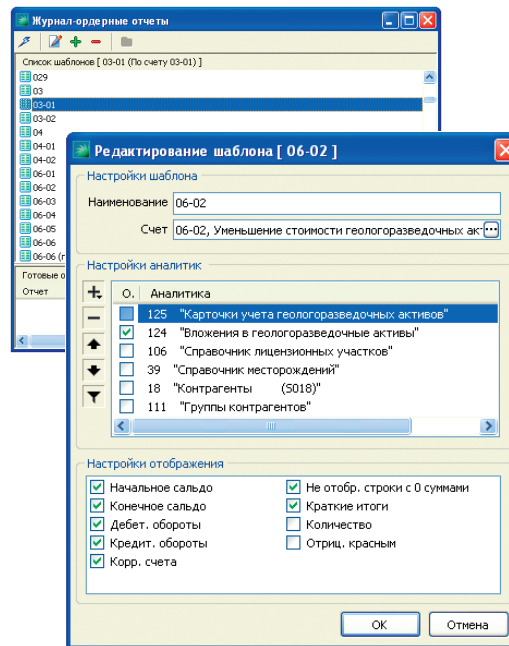 Журнал-ордерные отчеты
Список шаблонов [ 03-01 (По счету 03-01) ]
029
03
03-01
03-02
04
04-01
04-02
06-01
06-02
06-03
06-04
06-05
06-06
06-06 (г
Готовые о
Отчет
Редактирование шаблона [ 06-02 ]
Настройки шаблона
Наименование 06-02
Счет 06-02, Уменьшение стоимости геологоразведочных ак
Настройки аналитик
О. Аналитика
125 "Карточки учета геологоразведочных активов"
124 "Вложения в геологоразведочные активы"
106 "Справочник лицензионных участков"
39 "Справочник месторождений"
18 "Контрагенты (S018)"
111 "Группы контрагентов"
Настройки отображения
Начальное сальдо
Конечное сальдо
Дебет. обороты
Кредит. обороты
Корр. счета
Не отобр. строки с 0 суммами
Краткие итоги
Количество
Отриц. красным
OK
Отмена